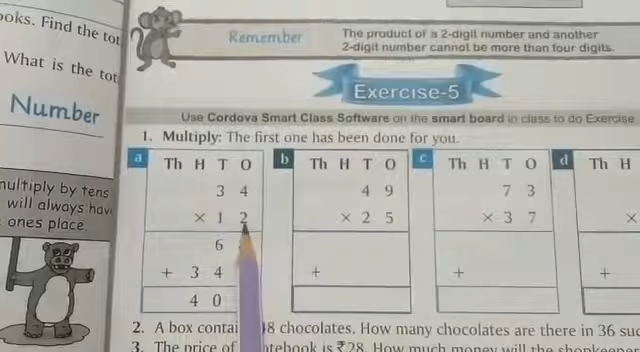 ooks. Find the tot
What is the tot
Number
nultiply by tens
will always hav
ones place.
Remember
The product of a 2-digit number and another
2-digit number cannot be more than four digits.
Exercise-5
Use Cordova Smart Class Software on the smart board in class to do Exercise
1. Multiply: The first one has been done for you.
a Th H T O b Th H T O c Th H T O d Th H
3 4 4 9 7 3
× 1 2 × 2 5 × 3 7 ×
6
+ 3 4 + + +
4 0
2. A box contai 8 chocolates. How many chocolates are there in 36 suc
3. The price of tebook is ₹28. How much money will the shopkeeper